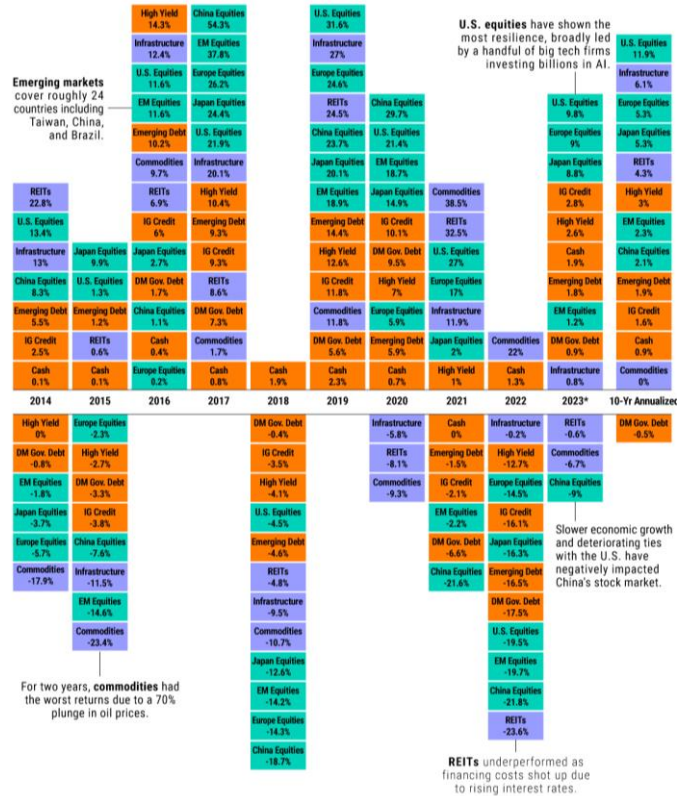 Emerging markets
cover roughly 24
countries including
Taiwan, China,
and Brazil.
U.S. equities have shown the
most resilience, broadly led
by a handful of big tech firms
investing billions in AI.
REITs
22.8%
U.S. Equities
13.4%
Infrastructure
13%
China Equities
8.3%
Emerging Debt
5.5%
IG Credit
2.5%
Cash
0.1%
2014
High Yield
0%
DM Gov. Debt
-0.8%
EM Equities
-1.8%
Japan Equities
-3.7%
Europe Equities
-5.7%
Commodities
-17.9%
Japan Equities
9.9%
U.S. Equities
1.3%
Emerging Debt
1.2%
REITs
0.6%
Cash
0.1%
2015
Europe Equities
-2.3%
High Yield
-2.7%
DM Gov. Debt
-3.3%
IG Credit
-3.8%
China Equities
-7.6%
Infrastructure
-11.5%
EM Equities
-14.6%
Commodities
-23.4%
High Yield
14.3%
Infrastructure
12.4%
U.S. Equities
11.6%
EM Equities
11.6%
Emerging Debt
10.2%
Commodities
9.7%
REITs
6.9%
IG Credit
6%
Japan Equities
2.7%
DM Gov. Debt
1.7%
China Equities
1.1%
Cash
0.4%
Europe Equities
0.2%
2016
China Equities
54.3%
EM Equities
37.8%
Europe Equities
26.2%
Japan Equities
24.4%
U.S. Equities
21.9%
Infrastructure
20.1%
High Yield
10.4%
Emerging Debt
9.3%
IG Credit
9.3%
REITs
8.6%
DM Gov. Debt
7.3%
Commodities
1.7%
Cash
0.8%
2017
Cash
1.9%
2018
DM Gov. Debt
-0.4%
IG Credit
-3.5%
High Yield
-4.1%
U.S. Equities
-4.5%
Emerging Debt
-4.6%
REITs
-4.8%
Infrastructure
-9.5%
Commodities
-10.7%
Japan Equities
-12.6%
EM Equities
-14.2%
Europe Equities
-14.3%
China Equities
-18.7%
U.S. Equities
31.6%
Infrastructure
27%
Europe Equities
24.6%
REITs
24.5%
China Equities
23.7%
Japan Equities
20.1%
EM Equities
18.9%
Emerging Debt
14.4%
High Yield
12.6%
IG Credit
11.8%
Commodities
11.8%
DM Gov. Debt
5.6%
Cash
2.3%
2019
China Equities
29.7%
U.S. Equities
21.4%
EM Equities
18.7%
Japan Equities
14.9%
IG Credit
10.1%
DM Gov. Debt
9.5%
High Yield
7%
Europe Equities
5.9%
Emerging Debt
5.9%
Cash
0.7%
2020
Infrastructure
-5.8%
REITs
-8.1%
Commodities
-9.3%
Commodities
38.5%
REITs
32.5%
U.S. Equities
27%
Europe Equities
17%
Infrastructure
11.9%
Japan Equities
2%
High Yield
1%
2021
Cash
0%
Emerging Debt
-1.5%
IG Credit
-2.1%
EM Equities
-2.2%
DM Gov. Debt
-6.6%
China Equities
-21.6%
Commodities
22%
Cash
1.3%
2022
Infrastructure
-0.2%
High Yield
-12.7%
Europe Equities
-14.5%
IG Credit
-16.1%
Japan Equities
-16.3%
Emerging Debt
-16.5%
DM Gov. Debt
-17.5%
U.S. Equities
-19.5%
EM Equities
-19.7%
China Equities
-21.8%
REITs
-23.6%
U.S. Equities
9.8%
Europe Equities
9%
Japan Equities
8.8%
IG Credit
2.8%
High Yield
2.6%
Cash
1.9%
Emerging Debt
1.8%
EM Equities
1.2%
DM Gov. Debt
0.9%
Infrastructure
0.8%
2023*
REITs
-0.6%
Commodities
-6.7%
China Equities
-9%
U.S. Equities
11.9%
Infrastructure
6.1%
Europe Equities
5.3%
Japan Equities
5.3%
REITs
4.3%
High Yield
3%
EM Equities
2.3%
China Equities
2.1%
Emerging Debt
1.9%
IG Credit
1.6%
Cash
0.9%
Commodities
0%
10-Yr Annualized
DM Gov. Debt
-0.5%
Slower economic growth
and deteriorating ties
with the U.S. have
negatively impacted
China's stock market.
For two years, commodities had
the worst returns due to a 70%
plunge in oil prices.
REITs underperformed as
financing costs shot up due
to rising interest rates.